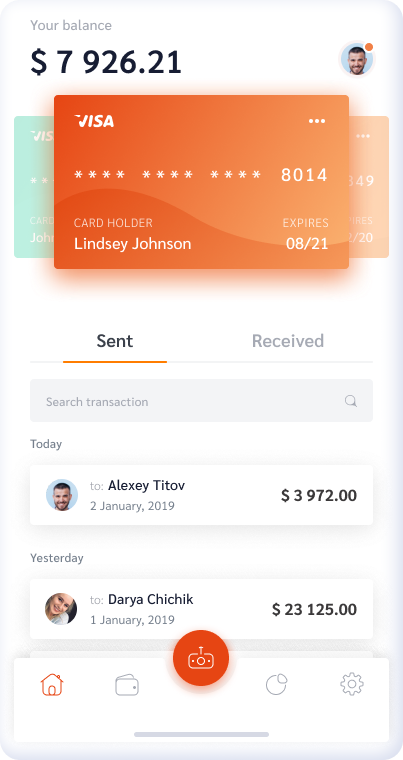 Your balance
$ 7 926.21
VISA
**** **** **** 8014
CARD HOLDER
EXPIRES
Lindsey Johnson
08/21
Sent
Received
Search transaction
Today
to: Alexey Titov
$ 3 972.00
2 January, 2019
Yesterday
to: Darya Chichik
$ 23 125.00
1 January, 2019